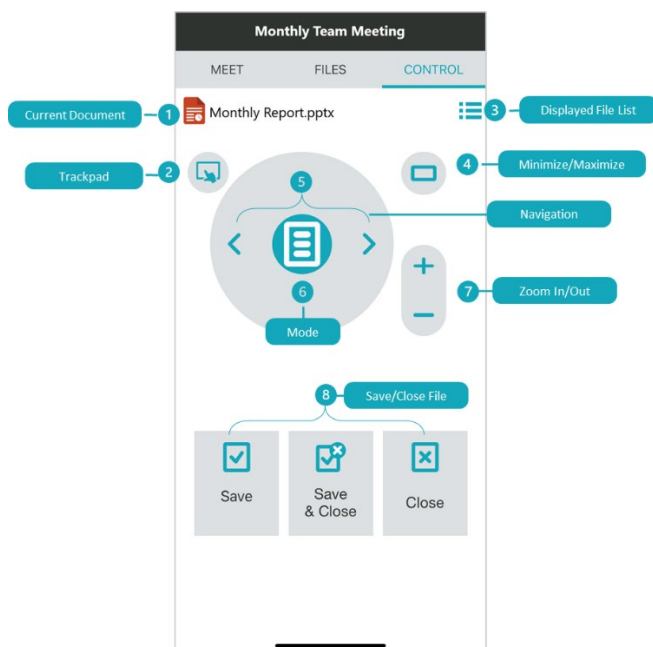 Monthly Team Meeting
MEET FILES CONTROL
Current Document 1 Monthly Report.pptx 3 Displayed File List
Trackpad 2 4 Minimize/Maximize
5
Navigation
6
7 Zoom In/Out
Mode
8 Save/Close File
Save
Save
& Close
Close